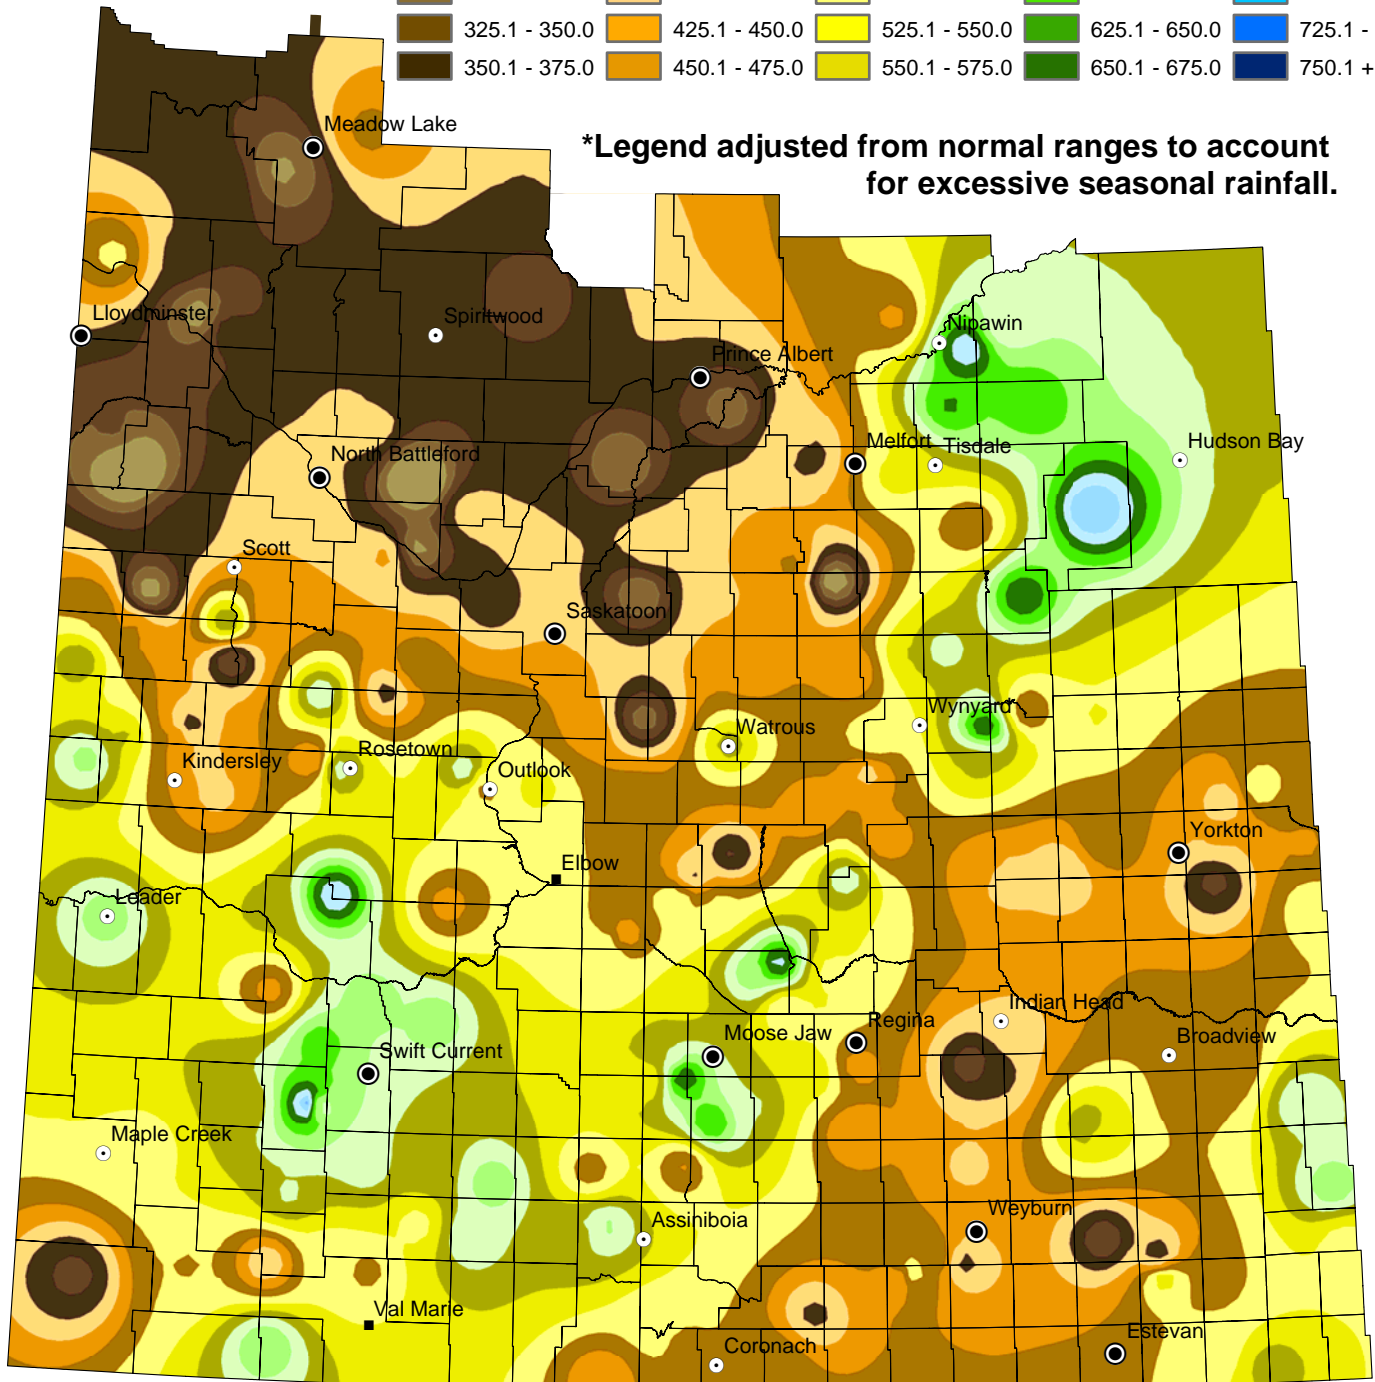 325.1 - 350.0 425.1 - 450.0 525.1 - 550.0 625.1 - 650.0 725.1 -
350.1 - 375.0 450.1 - 475.0 550.1 - 575.0 650.1 - 675.0 750.1 +
*Legend adjusted from normal ranges to account
for excessive seasonal rainfall.
Meadow Lake
Lloydminster
Spiritwood
Nipawin
Prince Albert
North Battleford
Melfort
Tisdale
Hudson Bay
Scott
Saskatoon
Wynyard
Watrous
Kindersley
Rosetown
Outlook
Yorkton
Elbow
Leader
Indian Head
Regina
Moose Jaw
Broadview
Swift Current
Maple Creek
Assiniboia
Weyburn
Val Marie
Estevan
Coronach